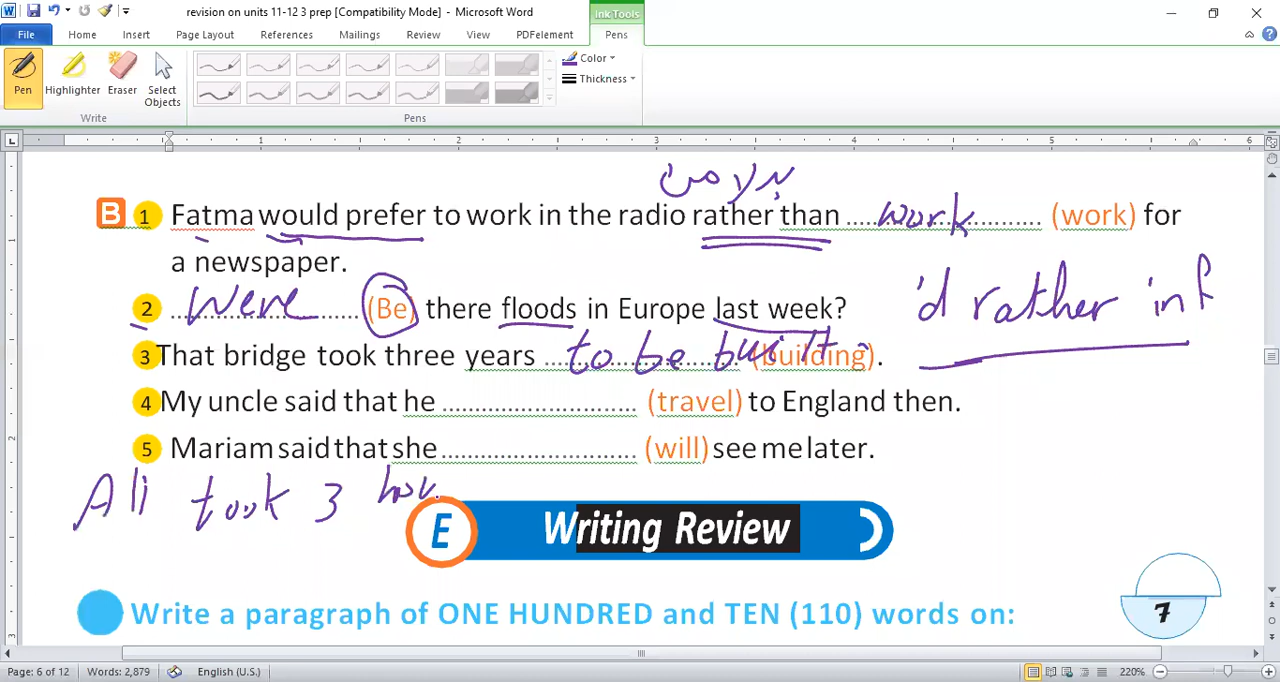 revision on units 11-12 3 prep [Compatibility Mode] - Microsoft Word
Ink Tools
File Home Insert Page Layout References Mailings Review View PDFelement Pens
Pen Highlighter Eraser Select Objects
Color
Thickness
Write Pens
1 2 3 4 5 6
بدلا من
B 1 Fatma would prefer to work in the radio rather than ....work.... (work) for
a newspaper.
2 ....Were.... (Be) there floods in Europe last week?
'd rather inf
3 That bridge took three years ....to be built.... (building).
4 My uncle said that he .............................. (travel) to England then.
5 Mariam said that she .............................. (will) see me later.
Ali took 3 hou
E Writing Review
Write a paragraph of ONE HUNDRED and TEN (110) words on:
7
Page: 6 of 12 Words: 2,879 English (U.S.) 220%